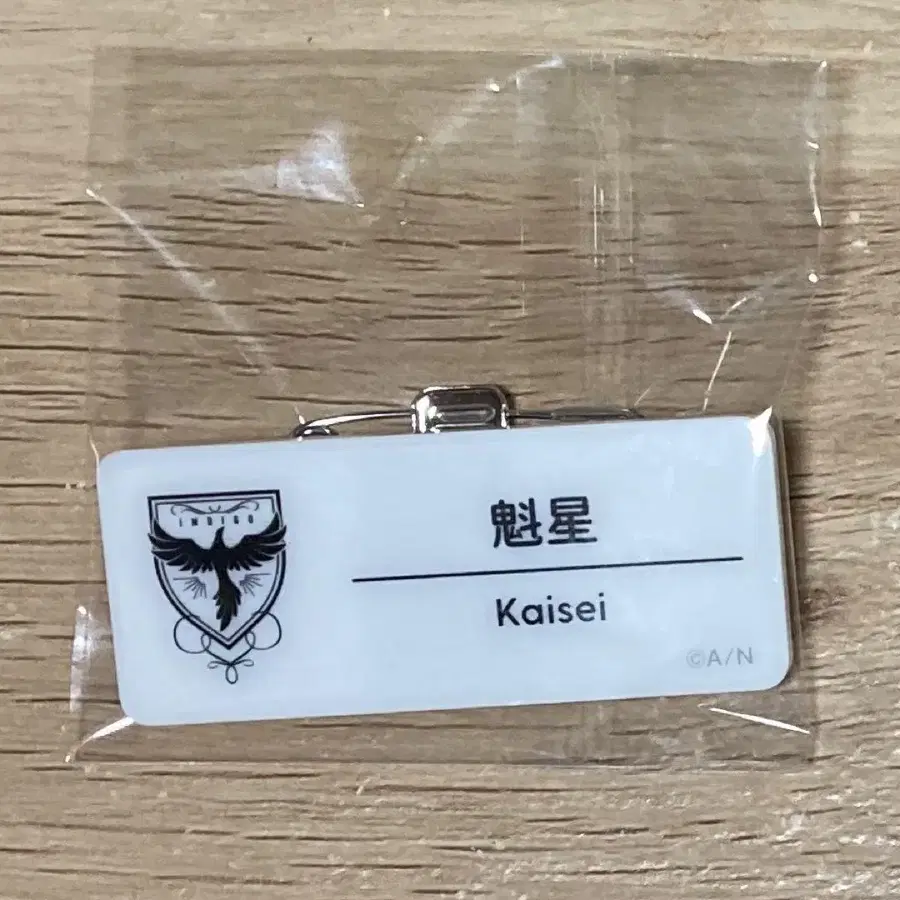 INDIGO
魁星
Kaisei
©A/N